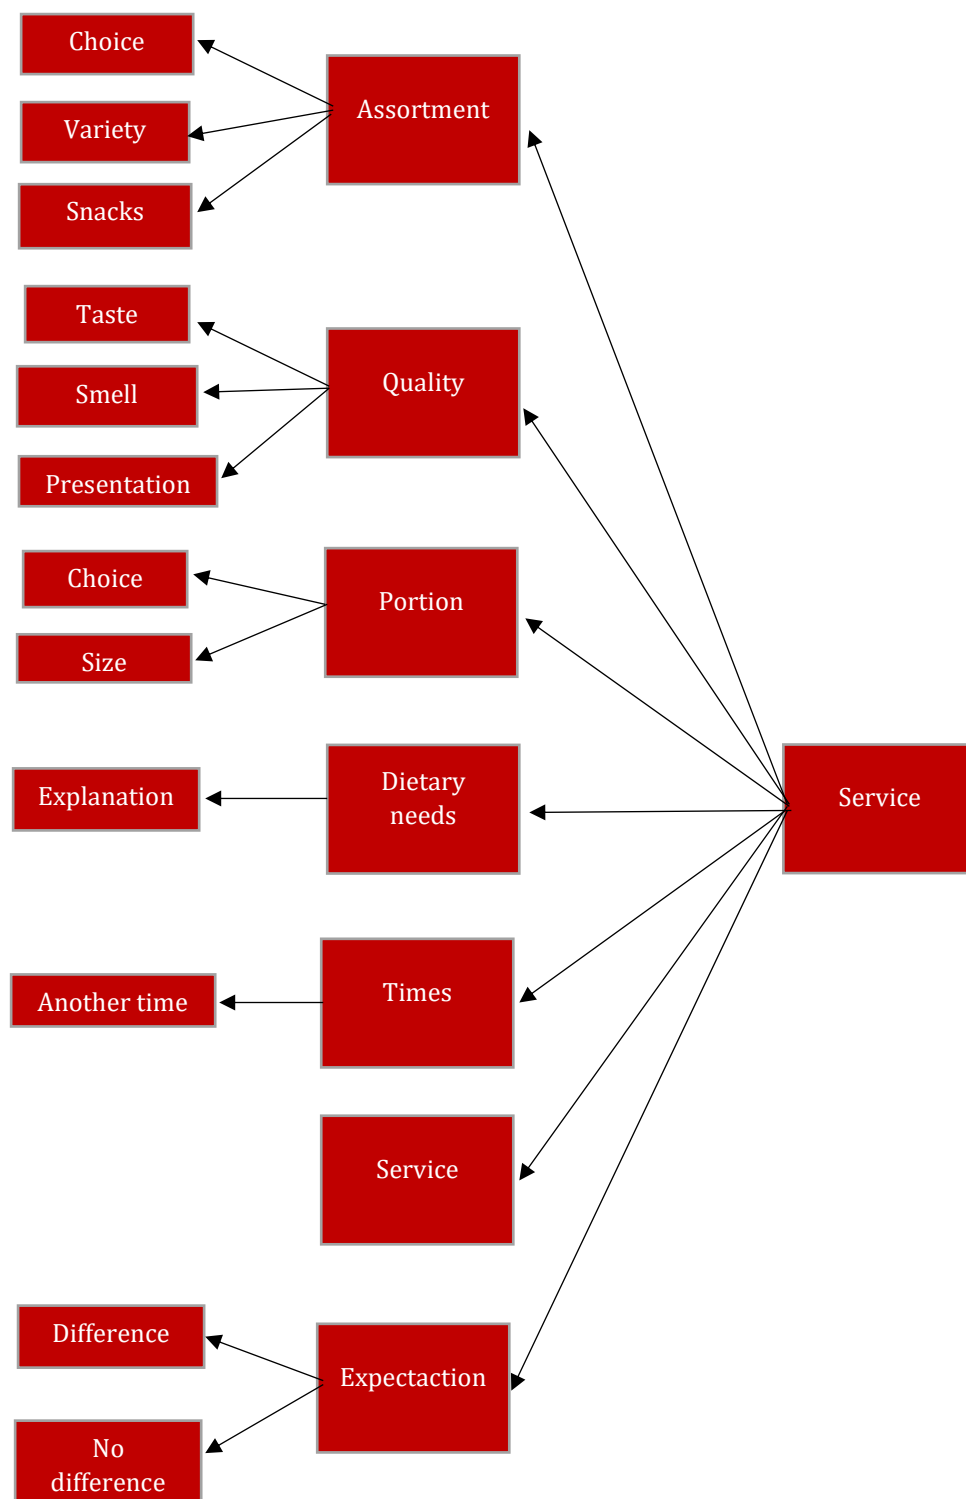 Choice
Assortment
Variety
Snacks
Taste
Quality
Smell
Presentation
Choice
Portion
Size
Dietary
needs
Explanation
Service
Times
Another time
Service
Difference
Expectaction
No
difference